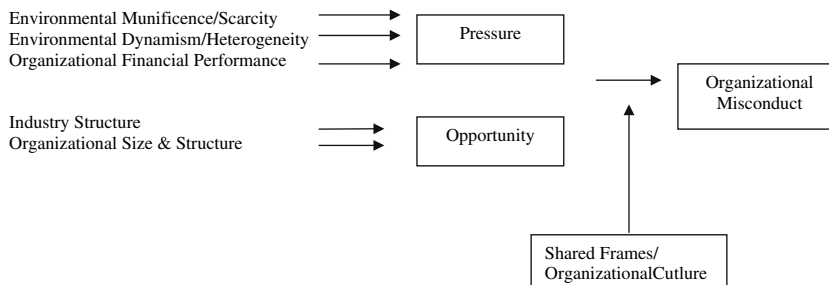 Environmental Munificence/Scarcity
Environmental Dynamism/Heterogeneity
Organizational Financial Performance
Pressure
Organizational
Misconduct
Industry Structure
Organizational Size & Structure
Opportunity
Shared Frames/
OrganizationalCutlure